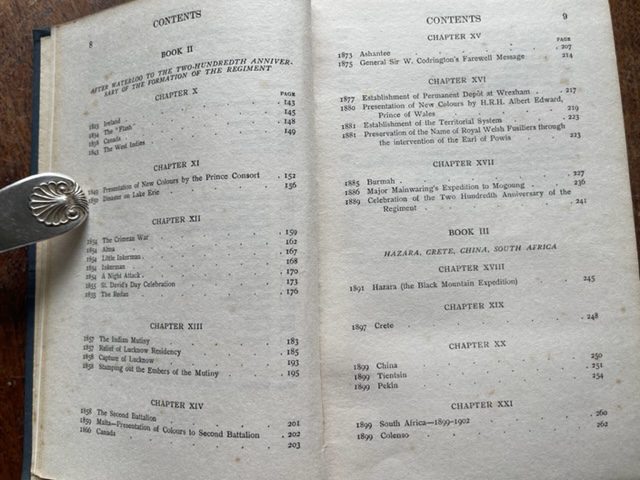 8
CONTENTS
BOOK II
AFTER WATERLOO TO THE TWO-HUNDREDTH ANNIVER-
SARY OF THE FORMATION OF THE REGIMENT
CHAPTER X
PAGE
1823 Ireland . 143
1834 The "Flash" . 145
1838 Canada . 148
1843 The West Indies . 149
CHAPTER XI
1849 Presentation of New Colours by the Prince Consort . 152
1850 Disaster on Lake Erie . 156
CHAPTER XII
1854 The Crimean War . 159
1854 Alma . 162
1854 Little Inkerman . 167
1854 Inkerman . 168
1854 A Night Attack . 170
1855 St. David's Day Celebration . 173
1855 The Redan . 176
CHAPTER XIII
1857 The Indian Mutiny . 183
1857 Relief of Lucknow Residency . 185
1858 Capture of Lucknow . 193
1858 Stamping out the Embers of the Mutiny . 195
CHAPTER XIV
1858 The Second Battalion . 201
1859 Malta—Presentation of Colours to Second Battalion . 202
1866 Canada . 203
CONTENTS
9
CHAPTER XV
PAGE
1873 Ashantee . 207
1875 General Sir W. Codrington's Farewell Message . 214
CHAPTER XVI
1877 Establishment of Permanent Depôt at Wrexham . 217
1880 Presentation of New Colours by H.R.H. Albert Edward,
Prince of Wales . 219
1881 Establishment of the Territorial System . 223
1881 Preservation of the Name of Royal Welsh Fusiliers through
the intervention of the Earl of Powis . 223
CHAPTER XVII
1885 Burmah . 227
1886 Major Mainwaring's Expedition to Mogoung . 236
1889 Celebration of the Two Hundredth Anniversary of the
Regiment . 241
BOOK III
HAZARA, CRETE, CHINA, SOUTH AFRICA
CHAPTER XVIII
1891 Hazara (the Black Mountain Expedition) . 245
CHAPTER XIX
1897 Crete . 248
CHAPTER XX
1899 China . 250
1899 Tientsin . 251
1899 Pekin . 254
CHAPTER XXI
1899 South Africa—1899-1902 . 260
1899 Colenso . 262